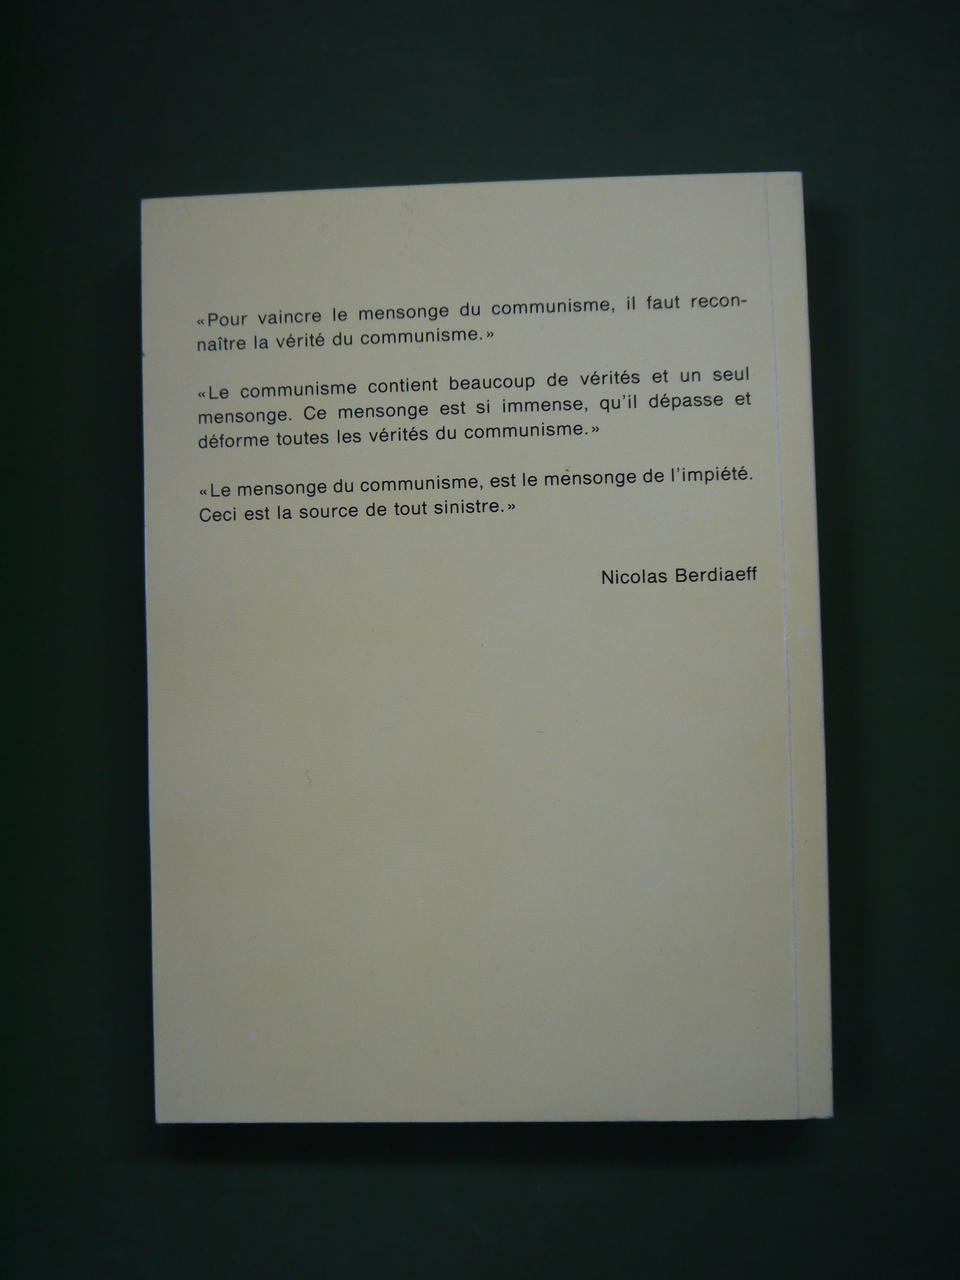 «Pour vaincre le mensonge du communisme, il faut recon-
naître la vérité du communisme.»
«Le communisme contient beaucoup de vérités et un seul
mensonge. Ce mensonge est si immense, qu'il dépasse et
déforme toutes les vérités du communisme.»
«Le mensonge du communisme, est le mensonge de l'impiété.
Ceci est la source de tout sinistre.»
Nicolas Berdiaeff